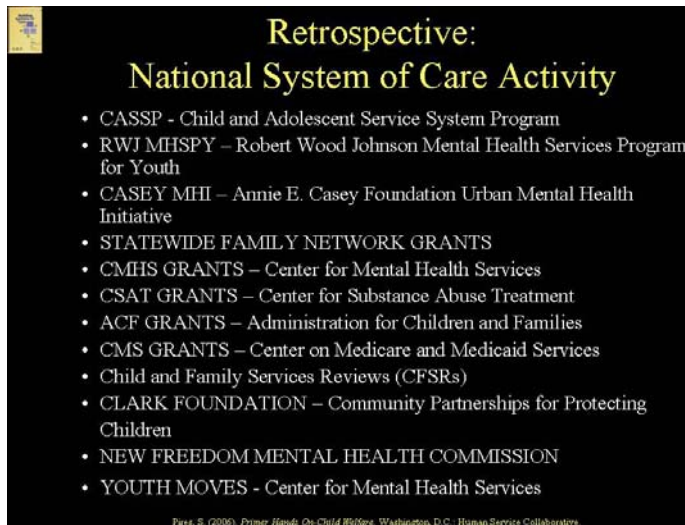 Retrospective:
National System of Care Activity
• CASSP - Child and Adolescent Service System Program
• RWJ MHSPY – Robert Wood Johnson Mental Health Services Program
for Youth
• CASEY MHI – Annie E. Casey Foundation Urban Mental Health
Initiative
• STATEWIDE FAMILY NETWORK GRANTS
• CMHS GRANTS – Center for Mental Health Services
• CSAT GRANTS – Center for Substance Abuse Treatment
• ACF GRANTS – Administration for Children and Families
• CMS GRANTS – Center on Medicare and Medicaid Services
• Child and Family Services Reviews (CFSRs)
• CLARK FOUNDATION – Community Partnerships for Protecting
Children
• NEW FREEDOM MENTAL HEALTH COMMISSION
• YOUTH MOVES - Center for Mental Health Services
Pires, S. (2006). Primer Hands On-Child Welfare. Washington, D.C.: Human Service Collaborative